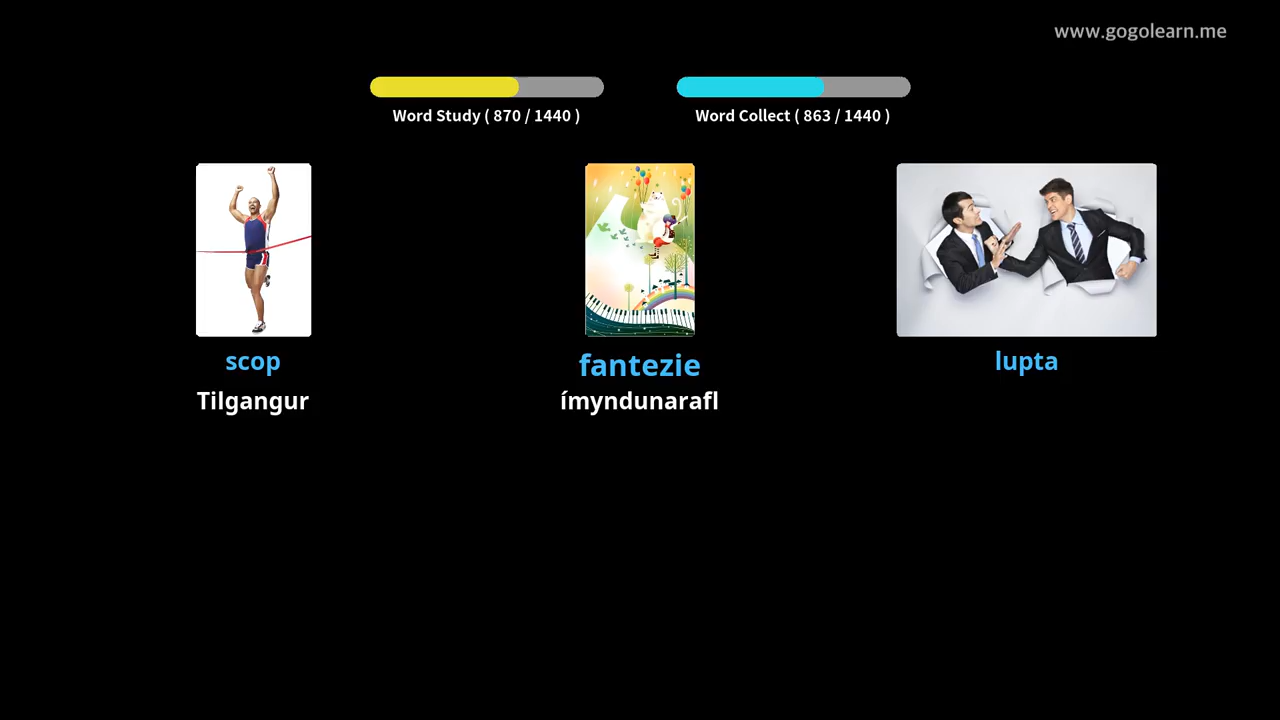 www.gogolearn.me
Word Study ( 870 / 1440 )
Word Collect ( 863 / 1440 )
scop
fantezie
lupta
Tilgangur
ímyndunarafl